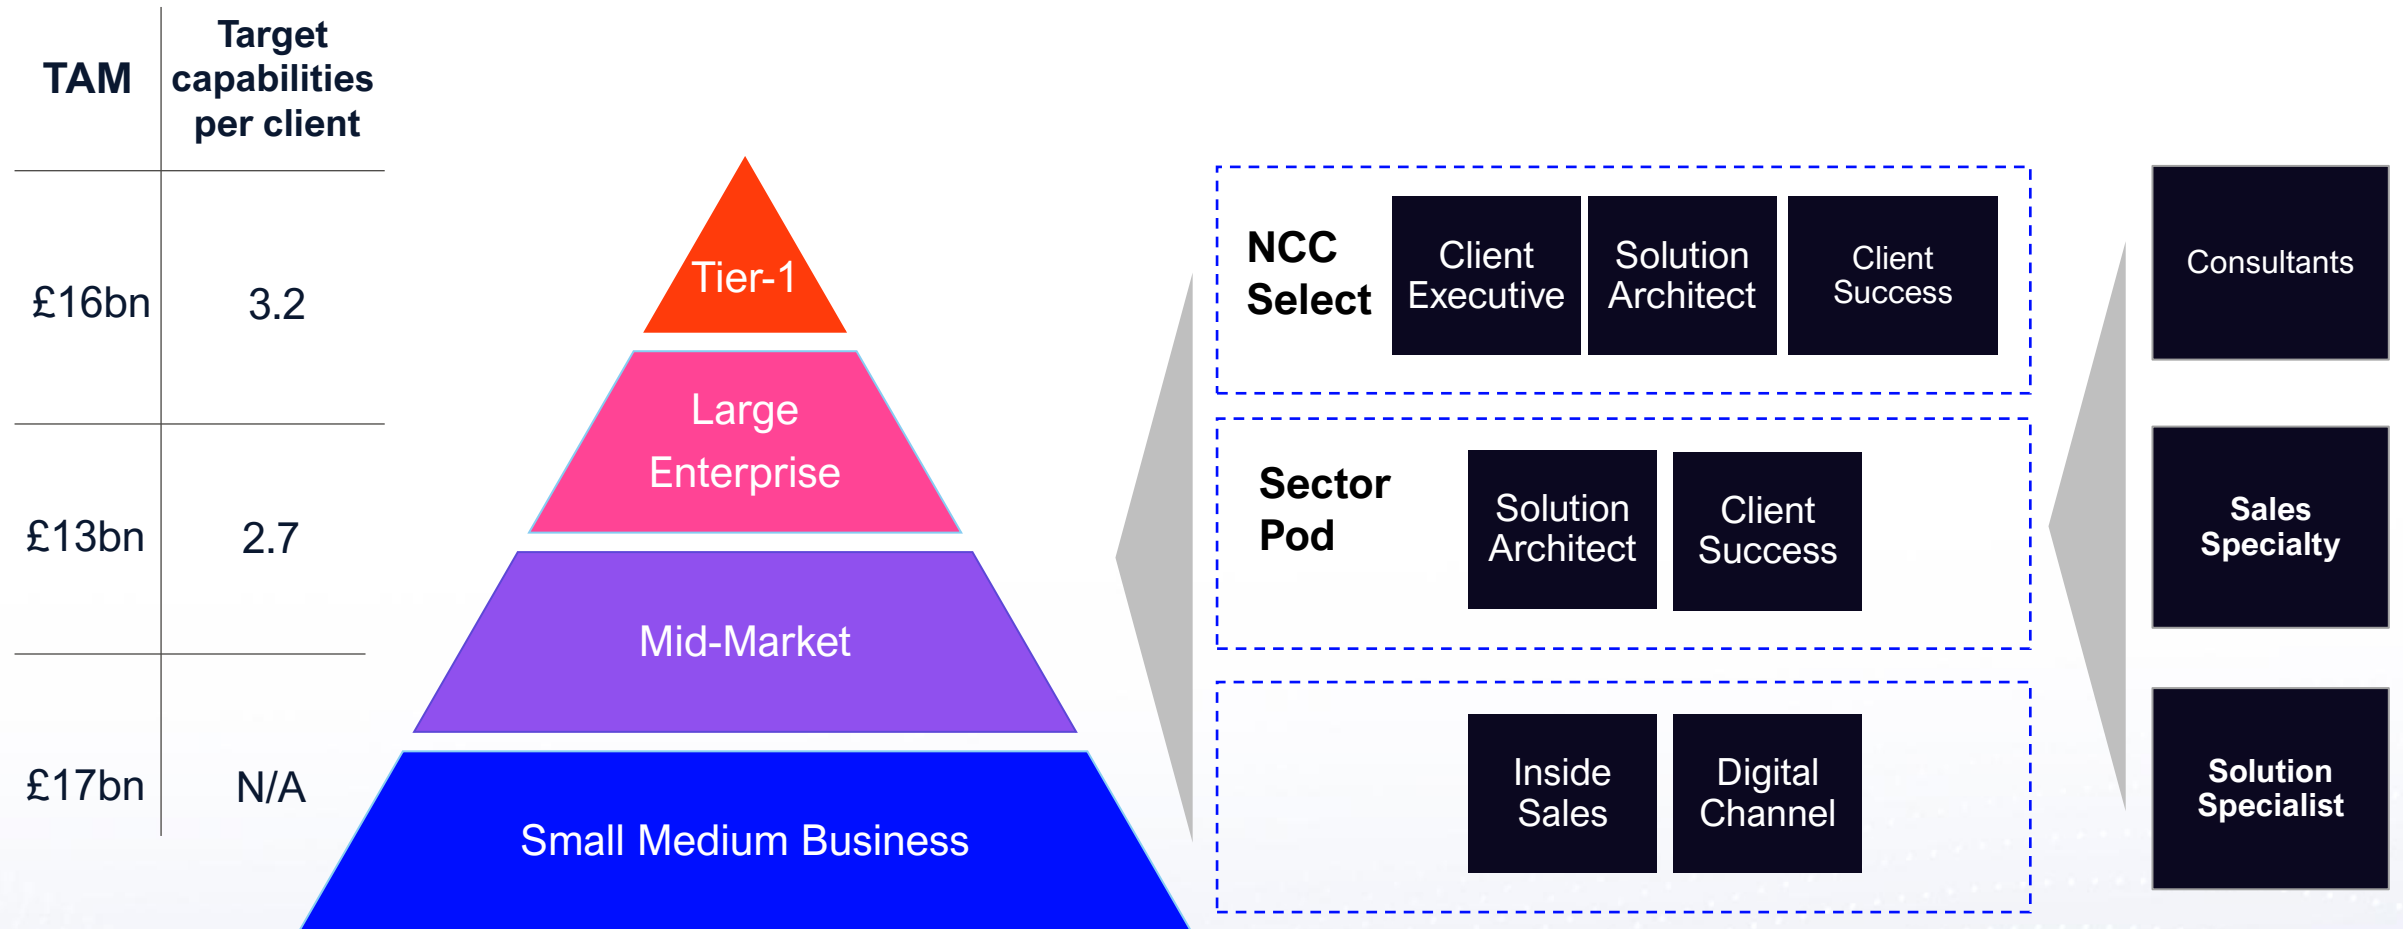 TAM
Target
capabilities
per client
£16bn
3.2
£13bn
2.7
£17bn
N/A
Tier-1
Large
Enterprise
Mid-Market
Small Medium Business
NCC
Select
Client
Executive
Solution
Architect
Client
Success
Sector
Pod
Solution
Architect
Client
Success
Inside
Sales
Digital
Channel
Consultants
Sales
Specialty
Solution
Specialist